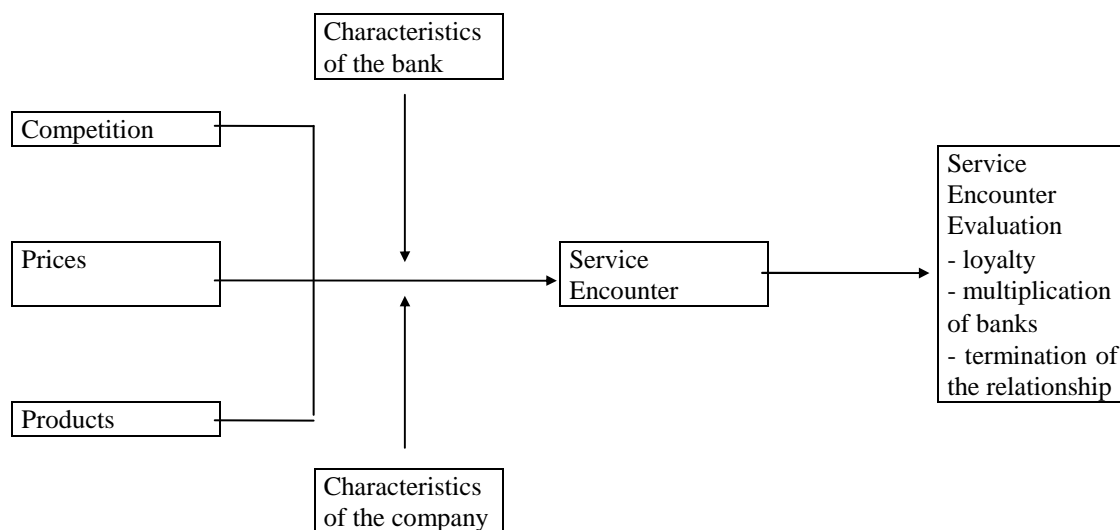 Characteristics
of the bank
Competition
Prices
Products
Characteristics
of the company
Service
Encounter
Service
Encounter
Evaluation
- loyalty
- multiplication
of banks
- termination of
the relationship